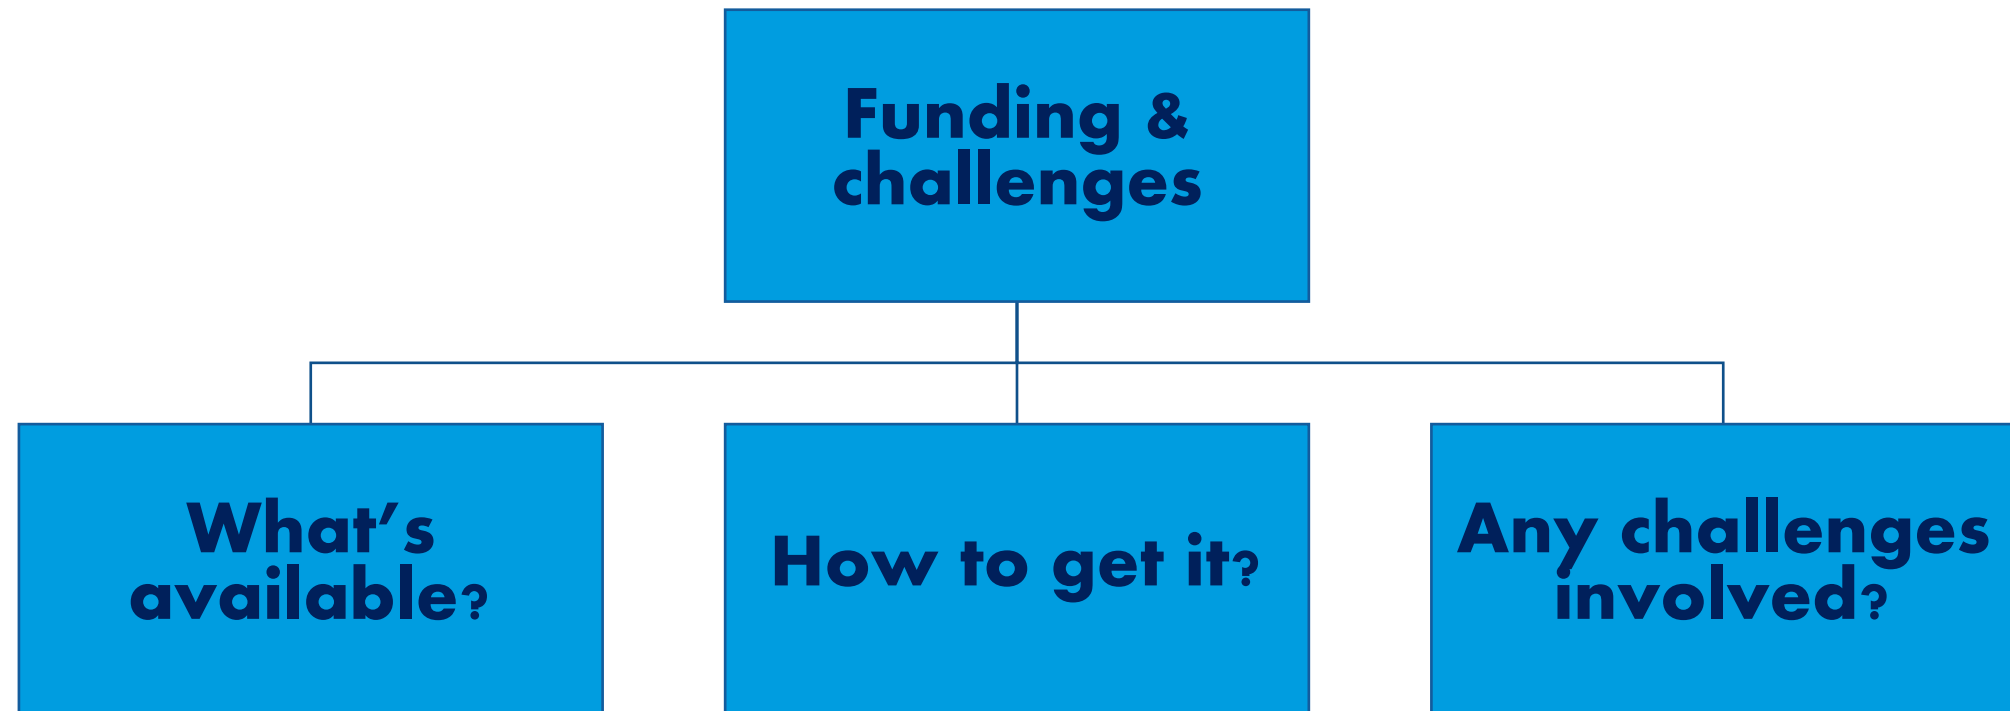 Funding &
challenges
What’s
available?
How to get it?
Any challenges
involved?